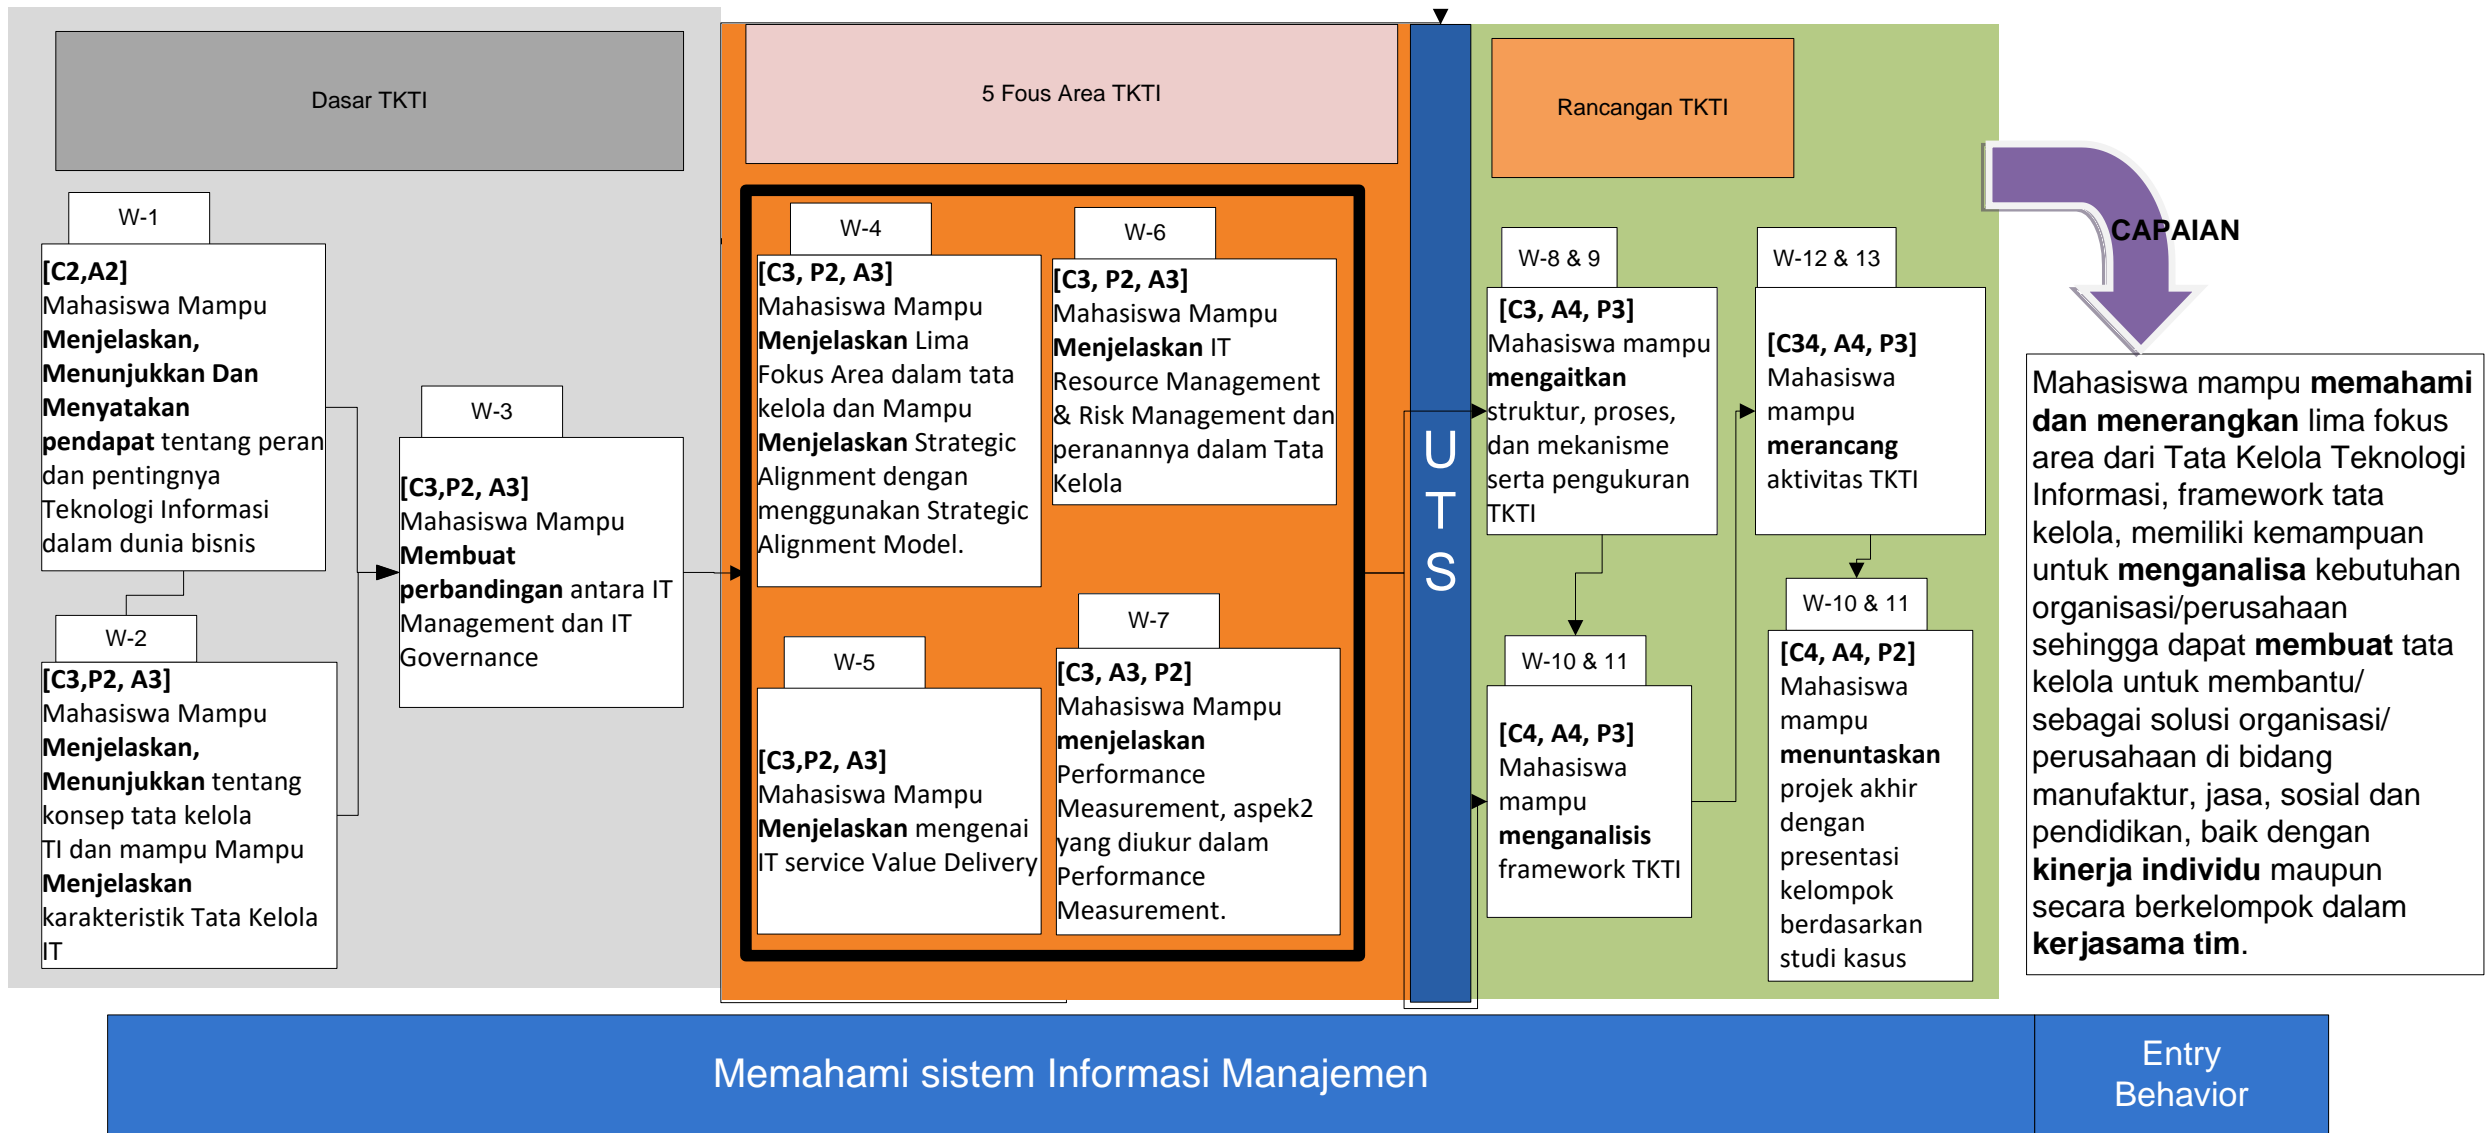 Dasar TKTI
5 Fous Area TKTI
Rancangan TKTI
W-1
[C2,A2]
Mahasiswa Mampu
Menjelaskan,
Menunjukkan Dan
Menyatakan
pendapat tentang peran
dan pentingnya
Teknologi Informasi
dalam dunia bisnis
W-2
[C3,P2, A3]
Mahasiswa Mampu
Menjelaskan,
Menunjukkan tentang
konsep tata kelola
TI dan mampu Mampu
Menjelaskan
karakteristik Tata Kelola
IT
W-3
[C3,P2, A3]
Mahasiswa Mampu
Membuat
perbandingan antara IT
Management dan IT
Governance
W-4
[C3, P2, A3]
Mahasiswa Mampu
Menjelaskan Lima
Fokus Area dalam tata
kelola dan Mampu
Menjelaskan Strategic
Alignment dengan
menggunakan Strategic
Alignment Model.
W-5
[C3,P2, A3]
Mahasiswa Mampu
Menjelaskan mengenai
IT service Value Delivery
W-6
[C3, P2, A3]
Mahasiswa Mampu
Menjelaskan IT
Resource Management
& Risk Management dan
peranannya dalam Tata
Kelola
W-7
[C3, A3, P2]
Mahasiswa Mampu
menjelaskan
Performance
Measurement, aspek2
yang diukur dalam
Performance
Measurement.
U
T
S
W-8 & 9
[C3, A4, P3]
Mahasiswa mampu
mengaitkan
struktur, proses,
dan mekanisme
serta pengukuran
TKTI
W-10 & 11
[C4, A4, P3]
Mahasiswa
mampu
menganalisis
framework TKTI
W-12 & 13
[C34, A4, P3]
Mahasiswa
mampu
merancang
aktivitas TKTI
W-10 & 11
[C4, A4, P2]
Mahasiswa
mampu
menuntaskan
projek akhir
dengan
presentasi
kelompok
berdasarkan
studi kasus
CAPAIAN
Mahasiswa mampu memahami
dan menerangkan lima fokus
area dari Tata Kelola Teknologi
Informasi, framework tata
kelola, memiliki kemampuan
untuk menganalisa kebutuhan
organisasi/perusahaan
sehingga dapat membuat tata
kelola untuk membantu/
sebagai solusi organisasi/
perusahaan di bidang
manufaktur, jasa, sosial dan
pendidikan, baik dengan
kinerja individu maupun
secara berkelompok dalam
kerjasama tim.
Memahami sistem Informasi Manajemen
Entry
Behavior